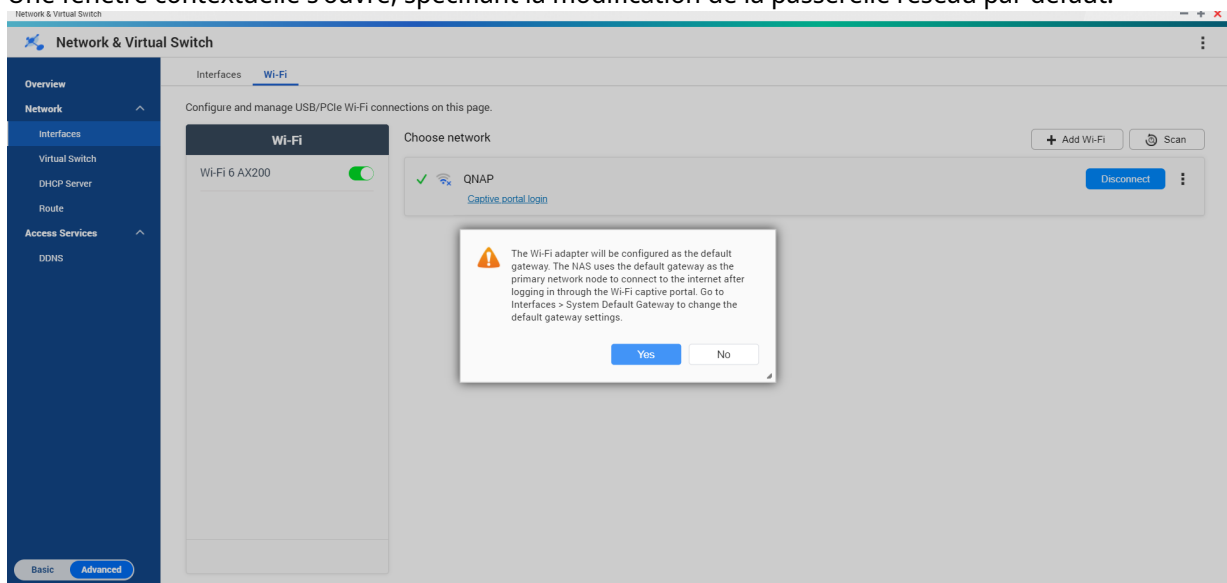 Une fenêtre contextuelle s'ouvre, spécifiant la modification de la passerelle réseau par défaut.
Network & Virtual Switch
Network & Virtual Switch
Overview
Network
Interfaces
Virtual Switch
DHCP Server
Route
Access Services
DDNS
Basic Advanced
Interfaces Wi-Fi
Configure and manage USB/PCIe Wi-Fi connections on this page.
Wi-Fi
Wi-Fi 6 AX200
Choose network
+ Add Wi-Fi Scan
QNAP
Disconnect
Captive portal login
The Wi-Fi adapter will be configured as the default
gateway. The NAS uses the default gateway as the
primary network node to connect to the internet after
logging in through the Wi-Fi captive portal. Go to
Interfaces > System Default Gateway to change the
default gateway settings.
Yes No